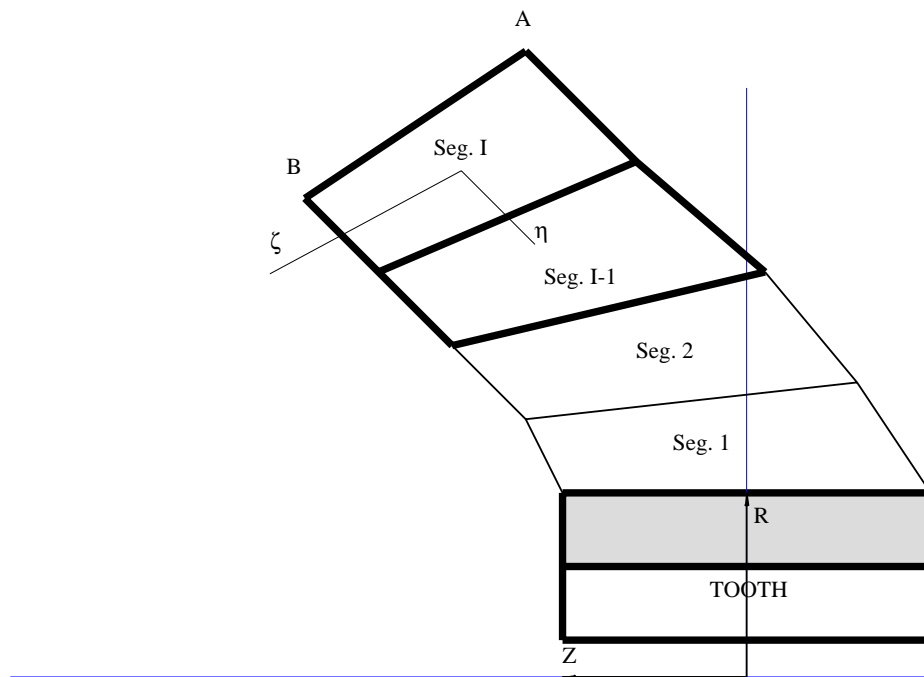 A
Seg. I
B
ζ
η
Seg. I-1
Seg. 2
Seg. 1
R
TOOTH
Z